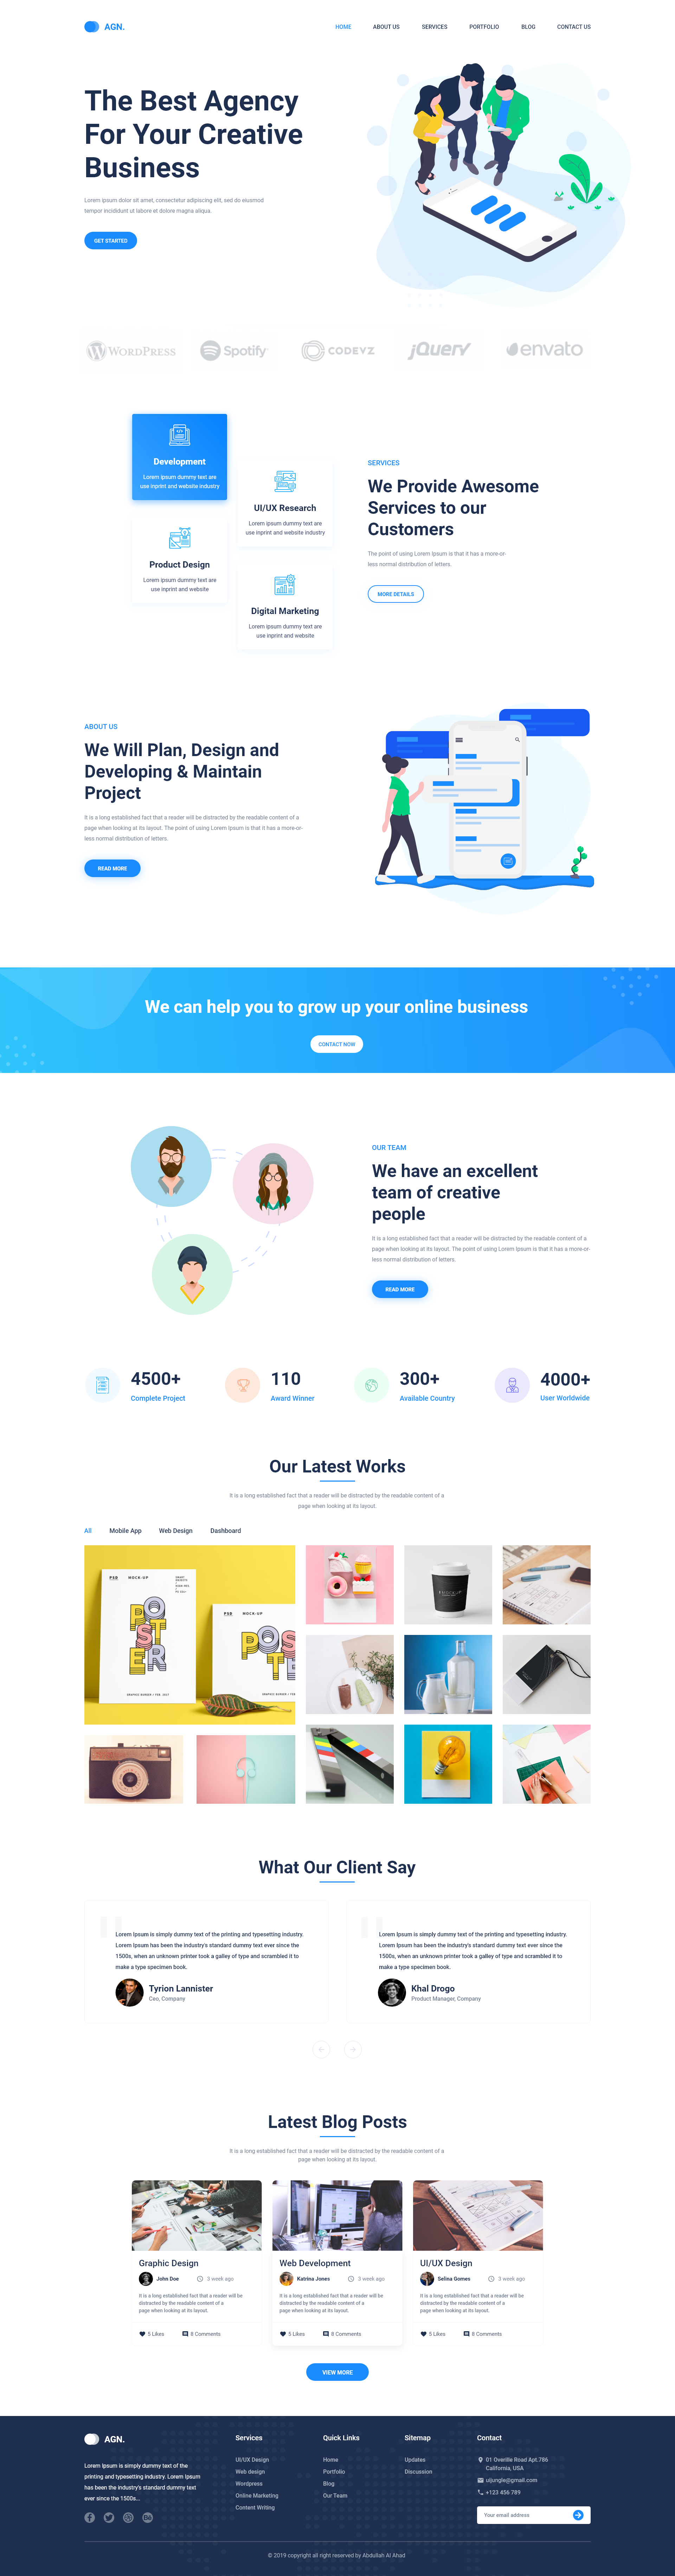 AGN.
HOME ABOUT US SERVICES PORTFOLIO BLOG CONTACT US
The Best Agency
For Your Creative
Business
Lorem ipsum dolor sit amet, consectetur adipiscing elit, sed do eiusmod
tempor incididunt ut labore et dolore magna aliqua.
GET STARTED
WORDPRESS Spotify CODEVZ jQuery envato
Development
Lorem ipsum dummy text are
use inprint and website industry
UI/UX Research
Lorem ipsum dummy text are
use inprint and website industry
Product Design
Lorem ipsum dummy text are
use inprint and website
Digital Marketing
Lorem ipsum dummy text are
use inprint and website
SERVICES
We Provide Awesome
Services to our
Customers
The point of using Lorem Ipsum is that it has a more-or-
less normal distribution of letters.
MORE DETAILS
ABOUT US
We Will Plan, Design and
Developing & Maintain
Project
It is a long established fact that a reader will be distracted by the readable content of a
page when looking at its layout. The point of using Lorem Ipsum is that it has a more-or-
less normal distribution of letters.
READ MORE
We can help you to grow up your online business
CONTACT NOW
OUR TEAM
We have an excellent
team of creative
people
It is a long established fact that a reader will be distracted by the readable content of a
page when looking at its layout. The point of using Lorem Ipsum is that it has a more-or-
less normal distribution of letters.
READ MORE
4500+
Complete Project
110
Award Winner
300+
Available Country
4000+
User Worldwide
Our Latest Works
It is a long established fact that a reader will be distracted by the readable content of a
page when looking at its layout.
All Mobile App Web Design Dashboard
PSD MOCK-UP
POSTER
PSD MOCK-UP
What Our Client Say
Lorem Ipsum is simply dummy text of the printing and typesetting industry.
Lorem Ipsum has been the industry's standard dummy text ever since the
1500s, when an unknown printer took a galley of type and scrambled it to
make a type specimen book.
Tyrion Lannister
Ceo, Company
Lorem Ipsum is simply dummy text of the printing and typesetting industry.
Lorem Ipsum has been the industry's standard dummy text ever since the
1500s, when an unknown printer took a galley of type and scrambled it to
make a type specimen book.
Khal Drogo
Product Manager, Company
Latest Blog Posts
It is a long established fact that a reader will be distracted by the readable content of a
page when looking at its layout.
Graphic Design
John Doe 3 week ago
It is a long established fact that a reader will be
distracted by the readable content of a
page when looking at its layout.
5 Likes 8 Comments
Web Development
Katrina Jones 3 week ago
It is a long established fact that a reader will be
distracted by the readable content of a
page when looking at its layout.
5 Likes 8 Comments
UI/UX Design
Selina Gomes 3 week ago
It is a long established fact that a reader will be
distracted by the readable content of a
page when looking at its layout.
5 Likes 8 Comments
VIEW MORE
AGN.
Lorem Ipsum is simply dummy text of the
printing and typesetting industry. Lorem Ipsum
has been the industry's standard dummy text
ever since the 1500s...
Services
UI/UX Design
Web design
Wordpress
Online Marketing
Content Writing
Quick Links
Home
Portfolio
Blog
Our Team
Sitemap
Updates
Discussion
Contact
01 Overille Road Apt.786
California, USA
uijungle@gmail.com
+123 456 789
Your email address
© 2019 copyright all right reserved by Abdullah Al Ahad